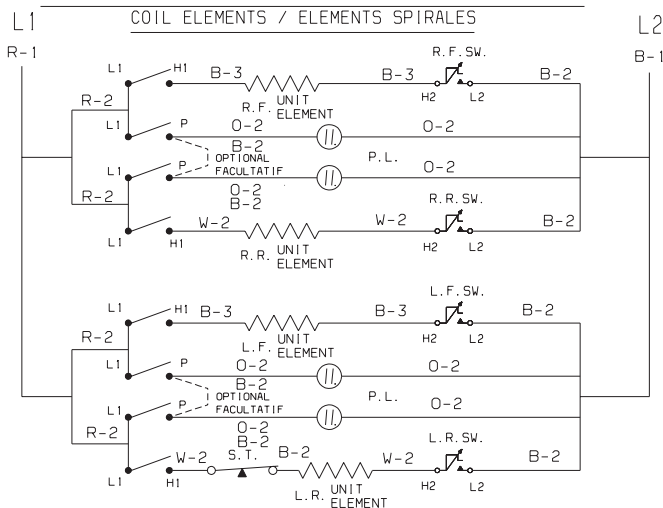 COIL ELEMENTS / ELEMENTS SPIRALES
L1
L2
R-1
B-1
R.F.SW.
L1
H1
B-3
B-3
B-2
H2
L2
R-2
R.F.
UNIT
ELEMENT
L1
P
O-2
B-2
O-2
OPTIONAL
FACULTATIF
P.L.
L1
P
O-2
O-2
B-2
R-2
R.R.SW.
W-2
W-2
B-2
L1
H1
R.R.
UNIT
ELEMENT
H2
L2
L.F.SW.
L1
H1
B-3
B-3
B-2
H2
L2
R-2
L.F.
UNIT
ELEMENT
L1
P
O-2
B-2
O-2
OPTIONAL
FACULTATIF
P.L.
L1
P
O-2
O-2
B-2
R-2
S.T.
L.R.SW.
W-2
B-2
W-2
B-2
L1
H1
L.R.
UNIT
ELEMENT
H2
L2